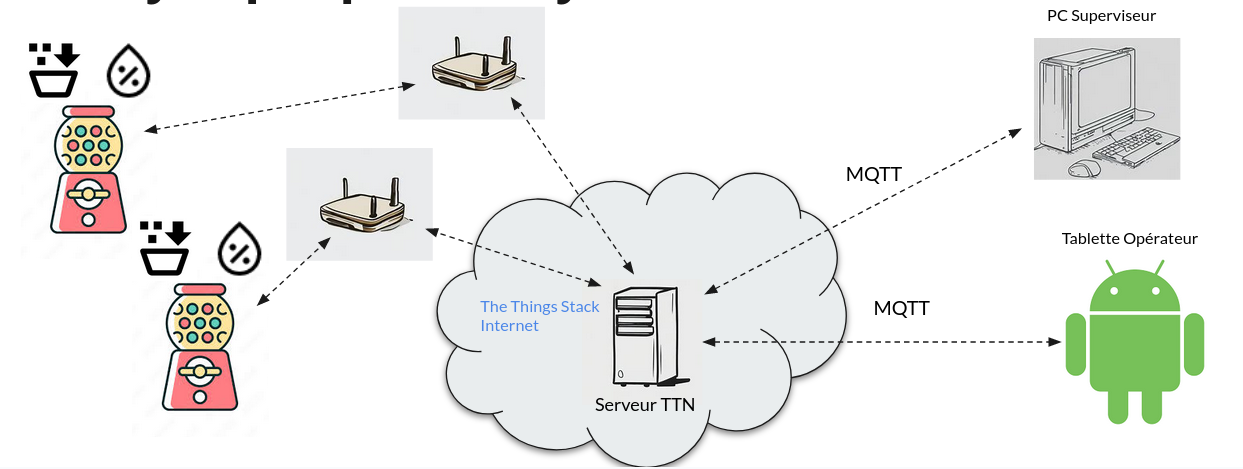 PC Superviseur
MQTT
Tablette Opérateur
MQTT
The Things Stack
Internet
Serveur TTN